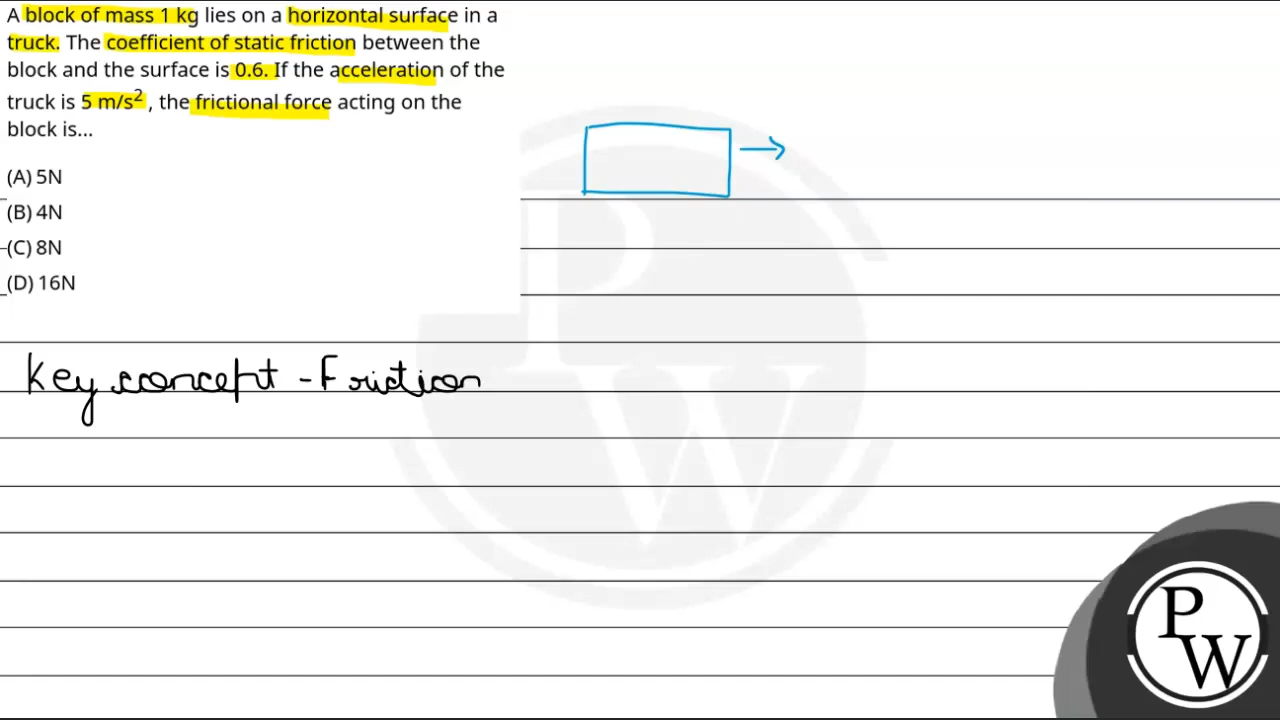 A block of mass 1 kg lies on a horizontal surface in a
truck. The coefficient of static friction between the
block and the surface is 0.6. If the acceleration of the
truck is 5 m/s², the frictional force acting on the
block is...
(A) 5N
(B) 4N
(C) 8N
(D) 16N
Key concept - Friction
P
W
P
W